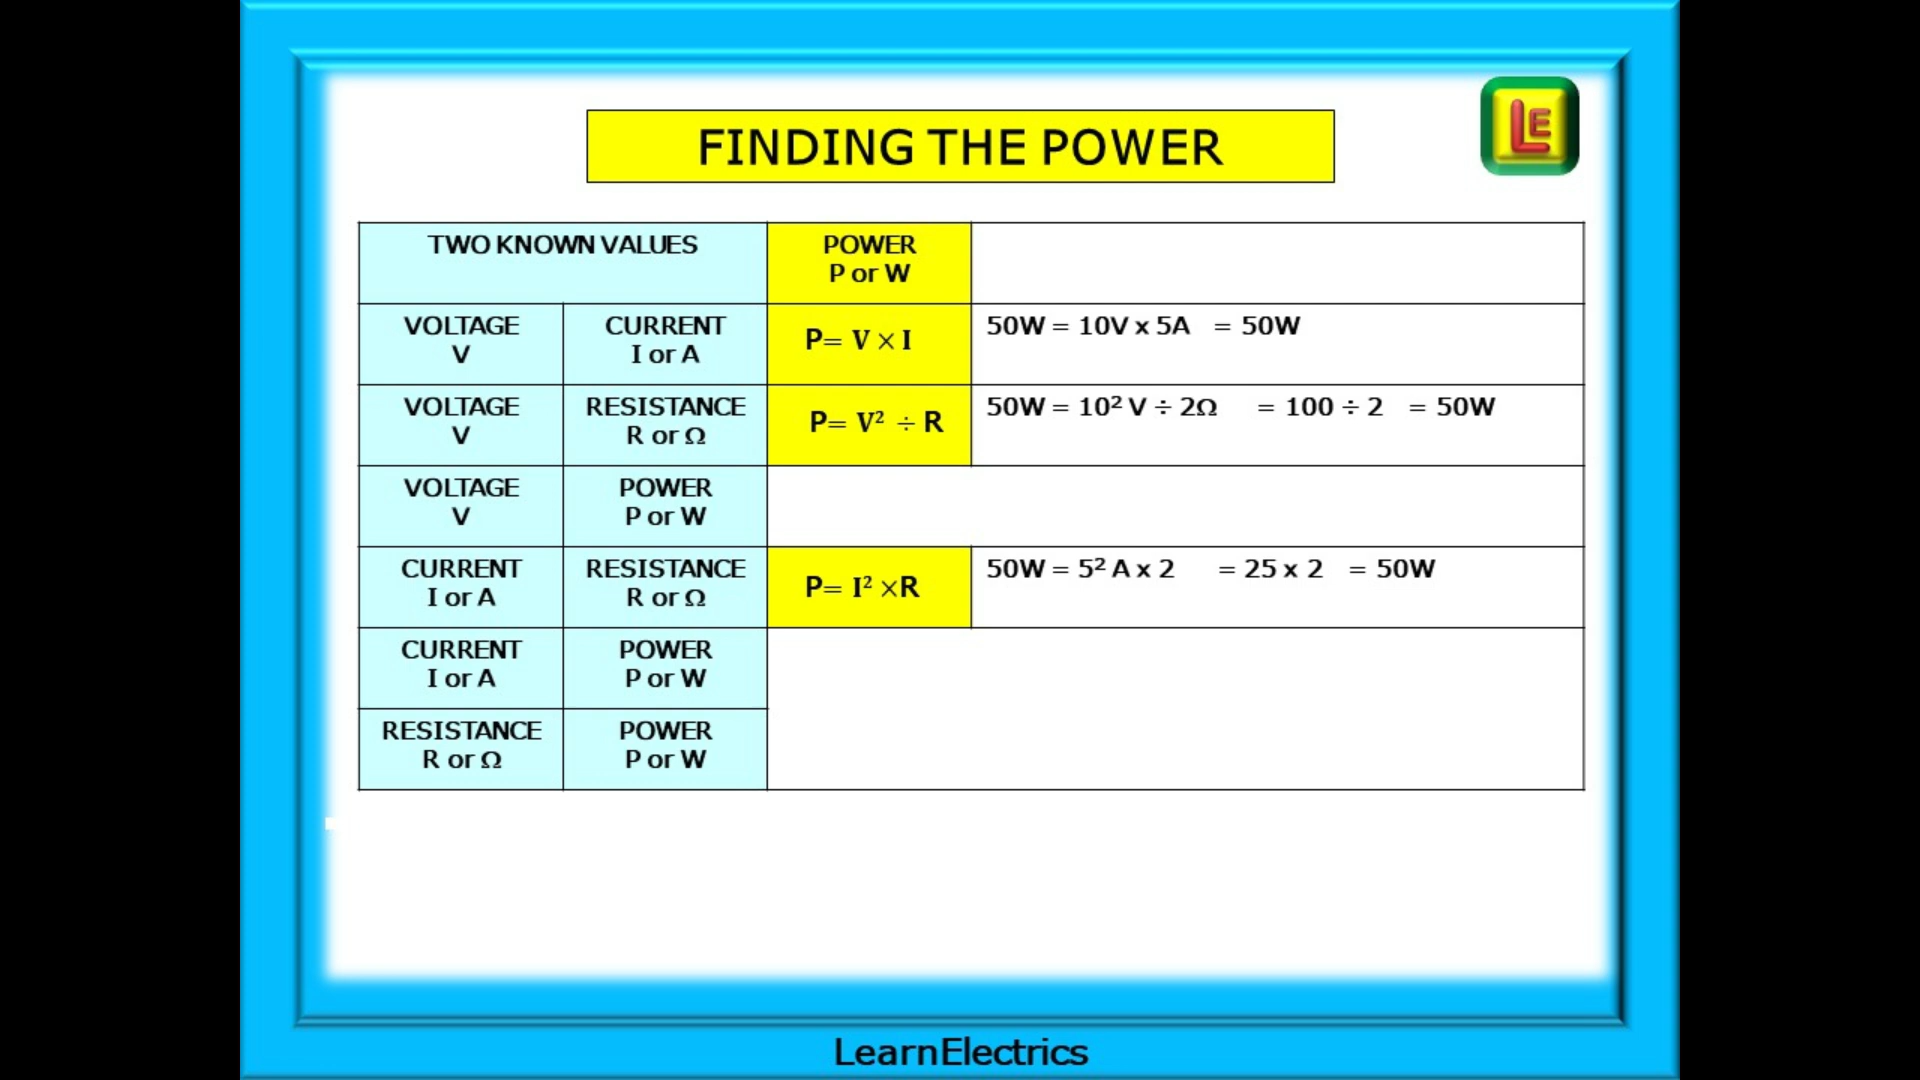 LE
FINDING THE POWER
TWO KNOWN VALUES
POWER
P or W
VOLTAGE
V
CURRENT
I or A
P= V × I
50W = 10V x 5A = 50W
VOLTAGE
V
RESISTANCE
R or Ω
P= V² ÷ R
50W = 10² V ÷ 2Ω = 100 ÷ 2 = 50W
VOLTAGE
V
POWER
P or W
CURRENT
I or A
RESISTANCE
R or Ω
P= I² ×R
50W = 5² A x 2 = 25 x 2 = 50W
CURRENT
I or A
POWER
P or W
RESISTANCE
R or Ω
POWER
P or W
LearnElectrics